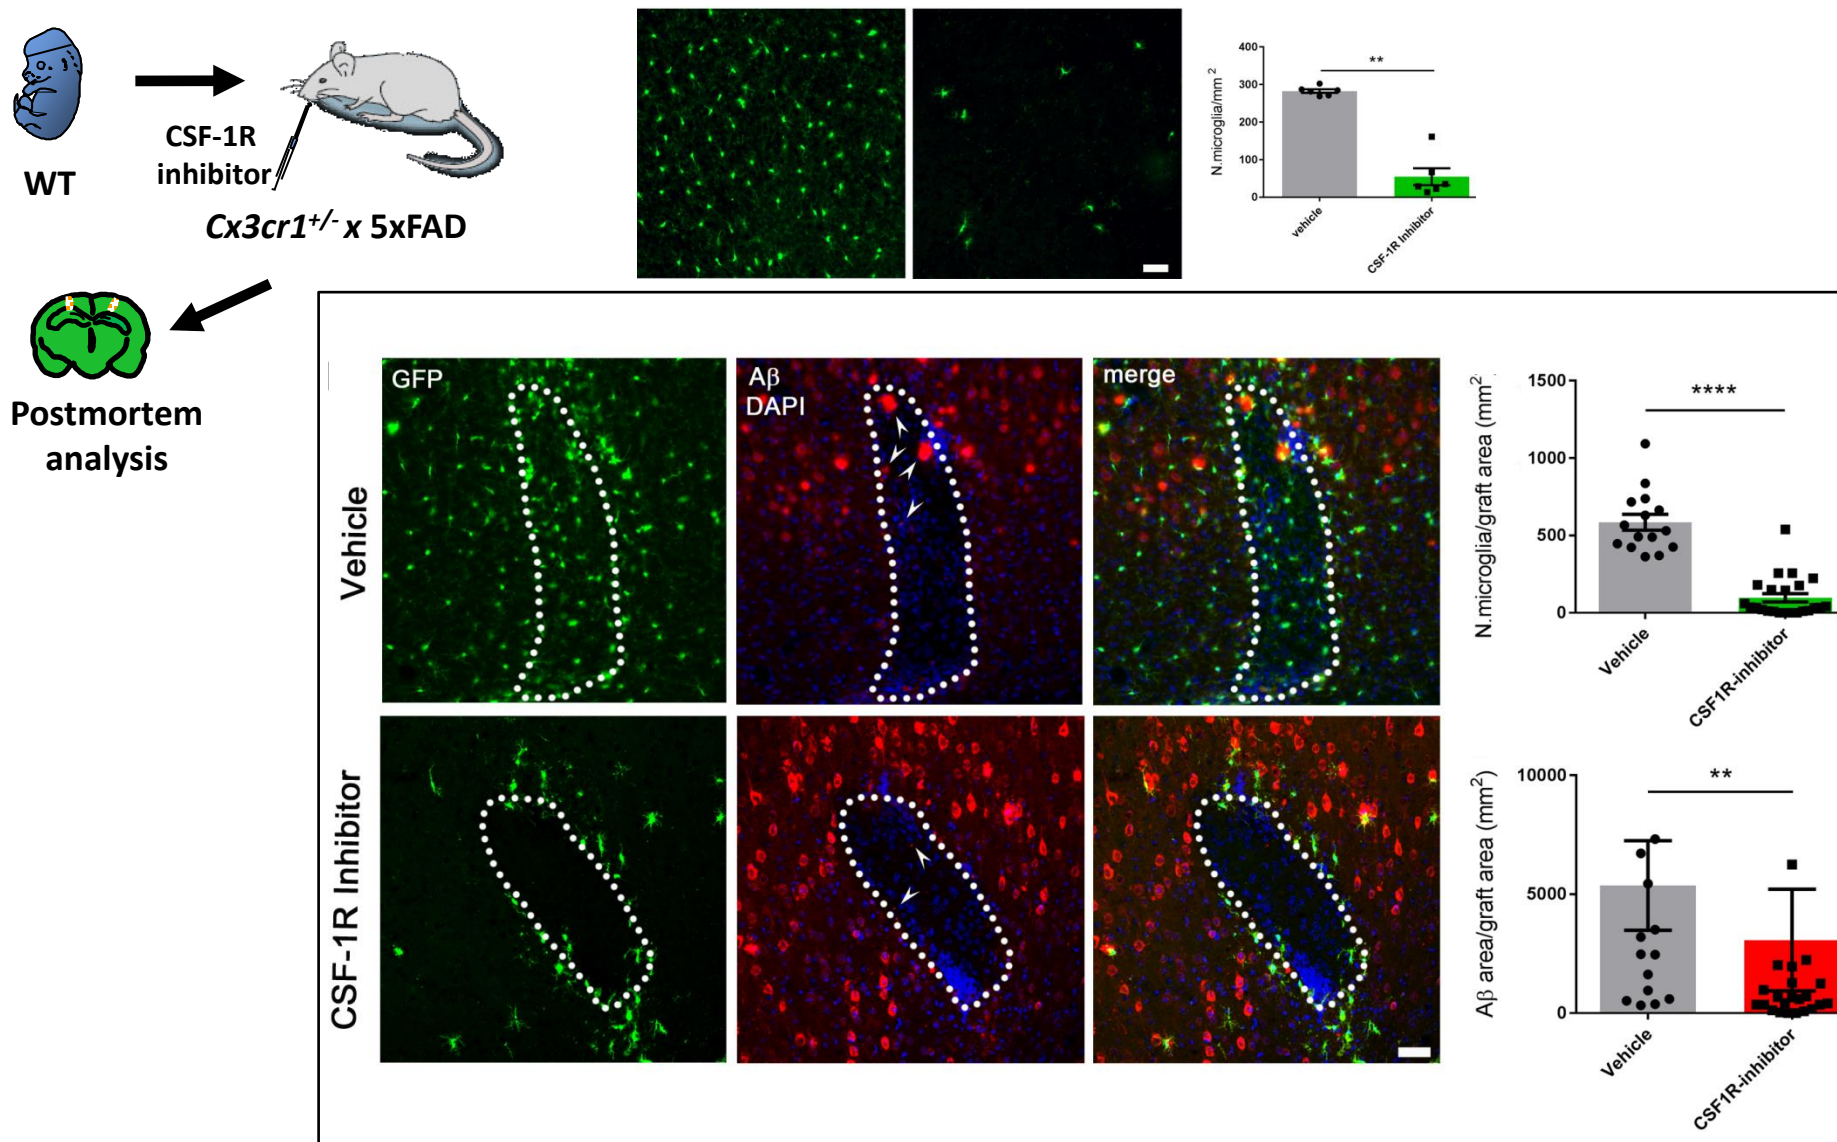 WT
CSF-1R
inhibitor
Cx3cr1+/- x 5xFAD
Postmortem
analysis
N.microglia/mm2
400
300
200
100
0
**
vehicle
CSF-1R Inhibitor
GFP
Aβ
DAPI
merge
Vehicle
CSF-1R Inhibitor
N.microglia/graft area (mm2
1500
1000
500
0
****
Vehicle
CSF1R-inhibitor
Aβ area/graft area (mm2)
10000
5000
0
**
Vehicle
CSF1R-inhibitor